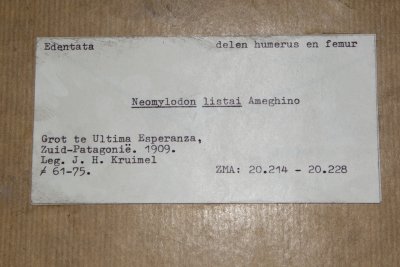 Edentata delen humerus en femur
Neomylodon listai Ameghino
Grot te Ultima Esperanza,
Zuid-Patagonië. 1909.
Leg. J. H. Kruimel
≠ 61-75. ZMA: 20.214 - 20.228